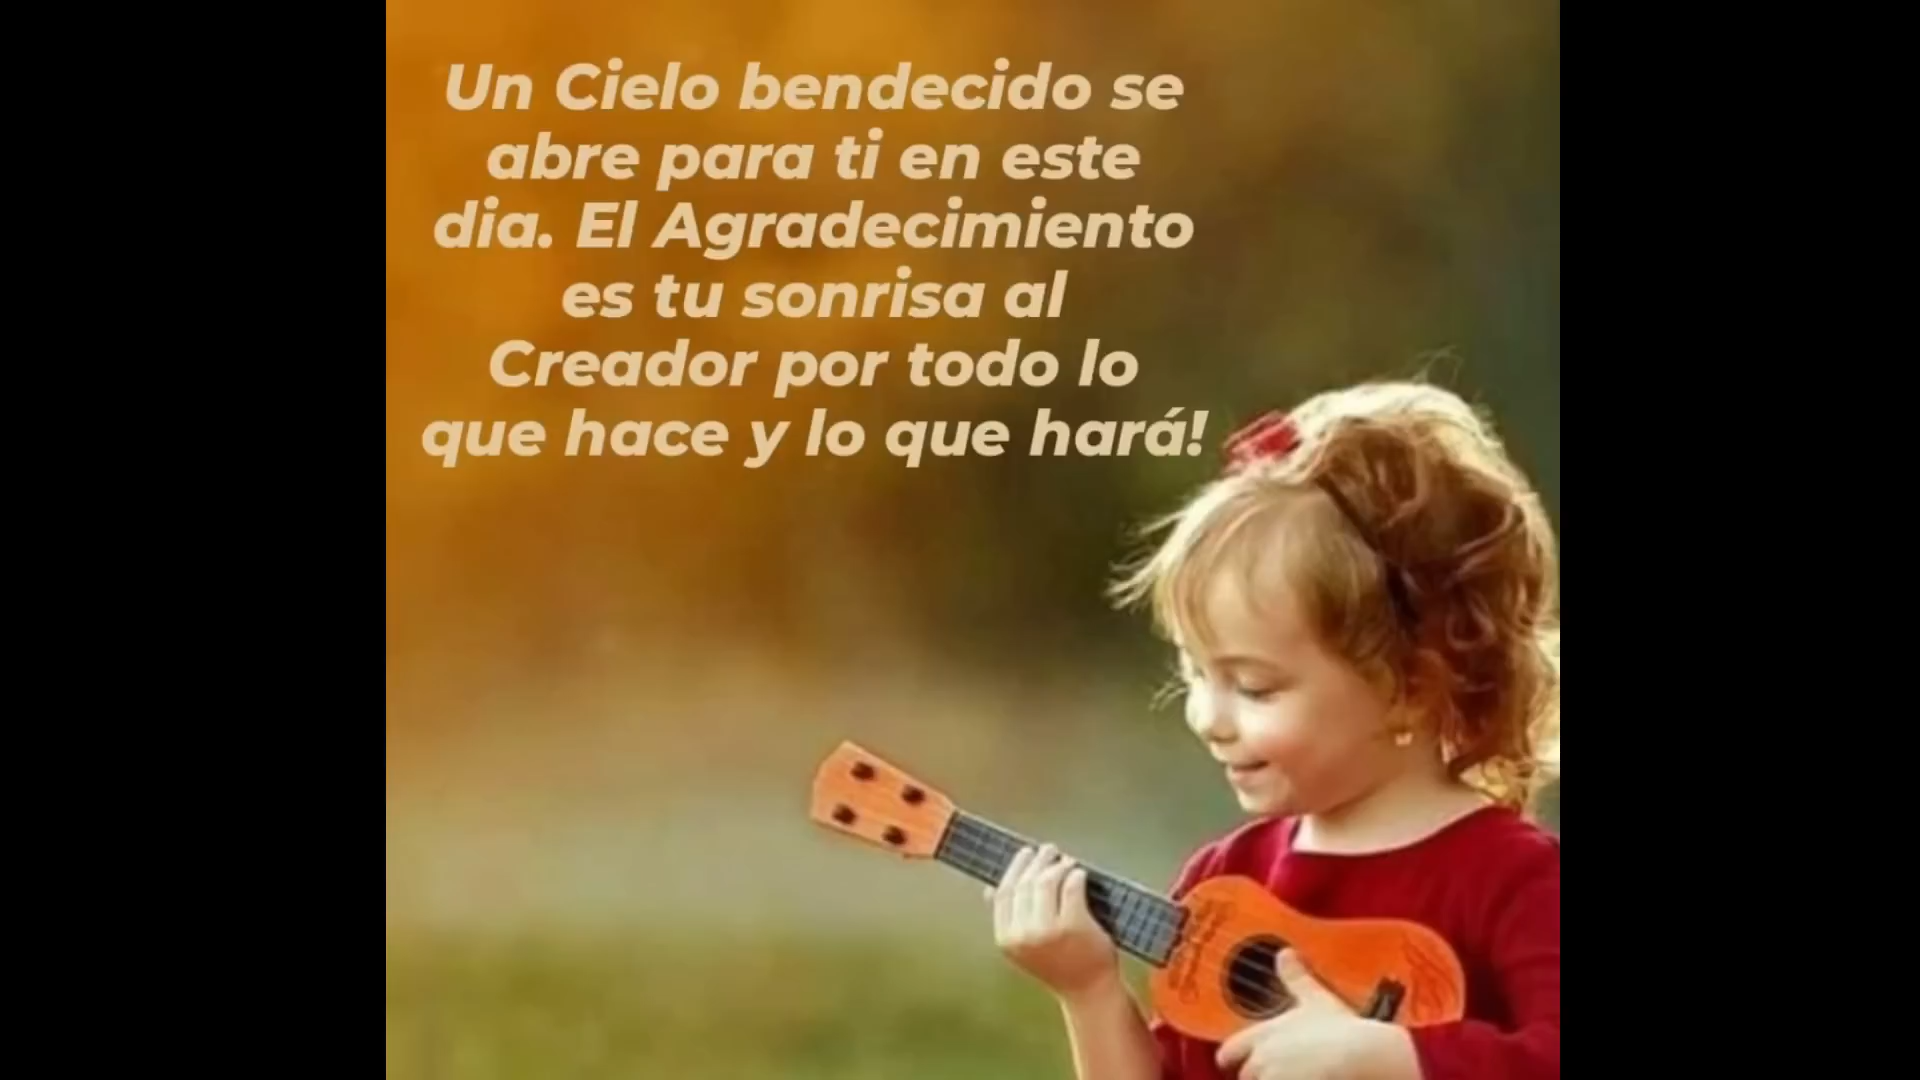 Un Cielo bendecido se
abre para ti en este
dia. El Agradecimiento
es tu sonrisa al
Creador por todo lo
que hace y lo que hará!